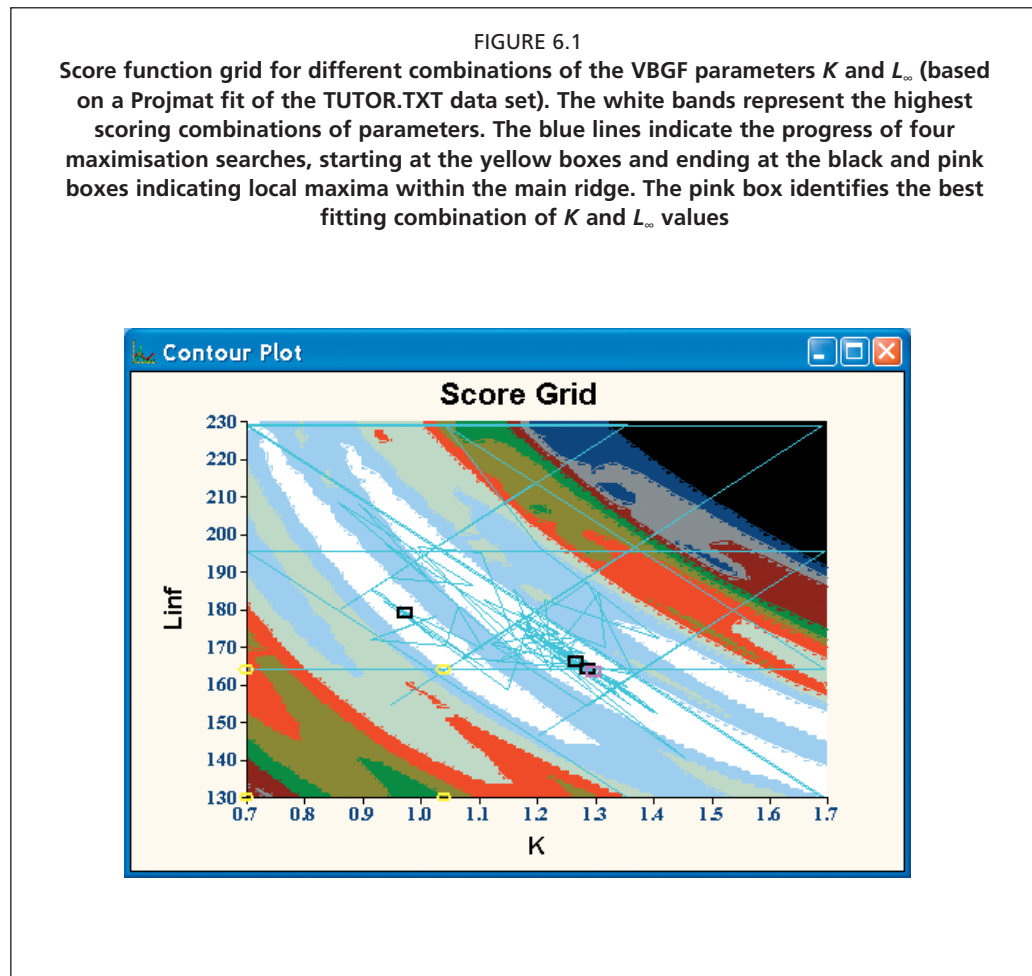 FIGURE 6.1
Score function grid for different combinations of the VBGF parameters K and L∞ (based
on a Projmat fit of the TUTOR.TXT data set). The white bands represent the highest
scoring combinations of parameters. The blue lines indicate the progress of four
maximisation searches, starting at the yellow boxes and ending at the black and pink
boxes indicating local maxima within the main ridge. The pink box identifies the best
fitting combination of K and L∞ values
Contour Plot
Score Grid
230
220
210
200
190
180
170
160
150
140
130
Linf
0.7 0.8 0.9 1.0 1.1 1.2 1.3 1.4 1.5 1.6 1.7
K